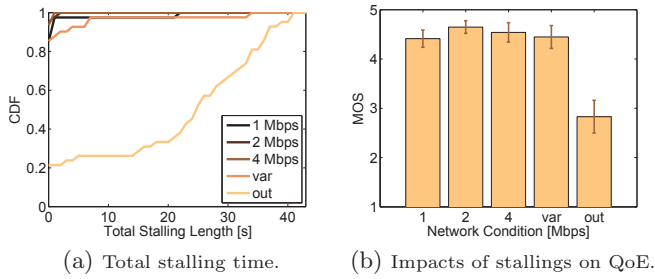 1
0.8
0.6
0.4
0.2
0
CDF
0 10 20 30 40
Total Stalling Length [s]
1 Mbps
2 Mbps
4 Mbps
var
out
(a) Total stalling time.
5
4
3
2
1
MOS
1 2 4 var out
Network Condition [Mbps]
(b) Impacts of stallings on QoE.